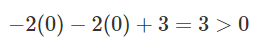 −2(0) − 2(0) + 3 = 3 > 0